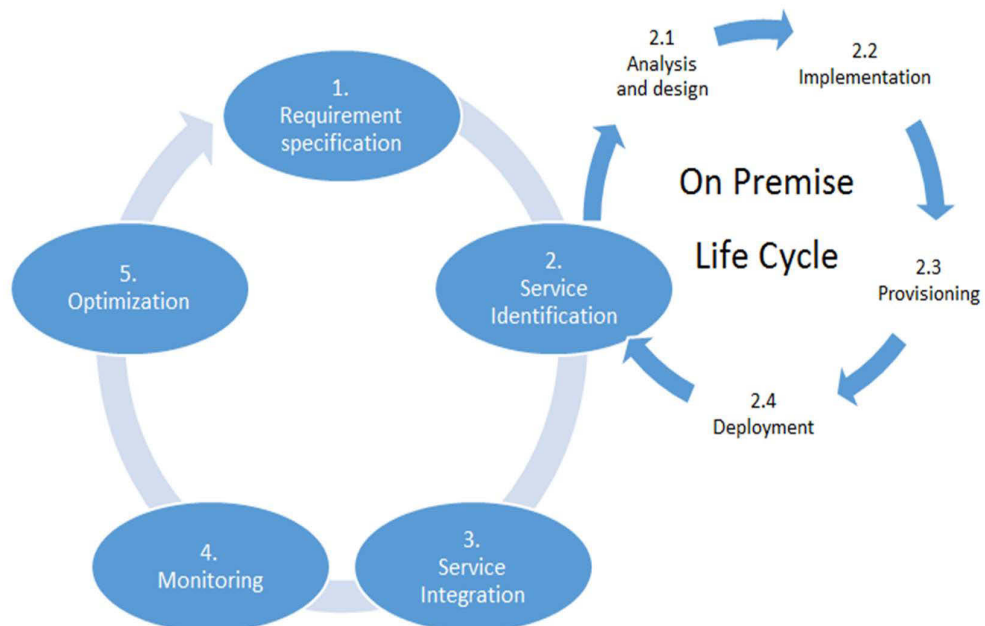 1.
Requirement
specification
2.
Service
Identification
2.1
Analysis
and design
2.2
Implementation
2.3
Provisioning
2.4
Deployment
On Premise
Life Cycle
3.
Service
Integration
4.
Monitoring
5.
Optimization